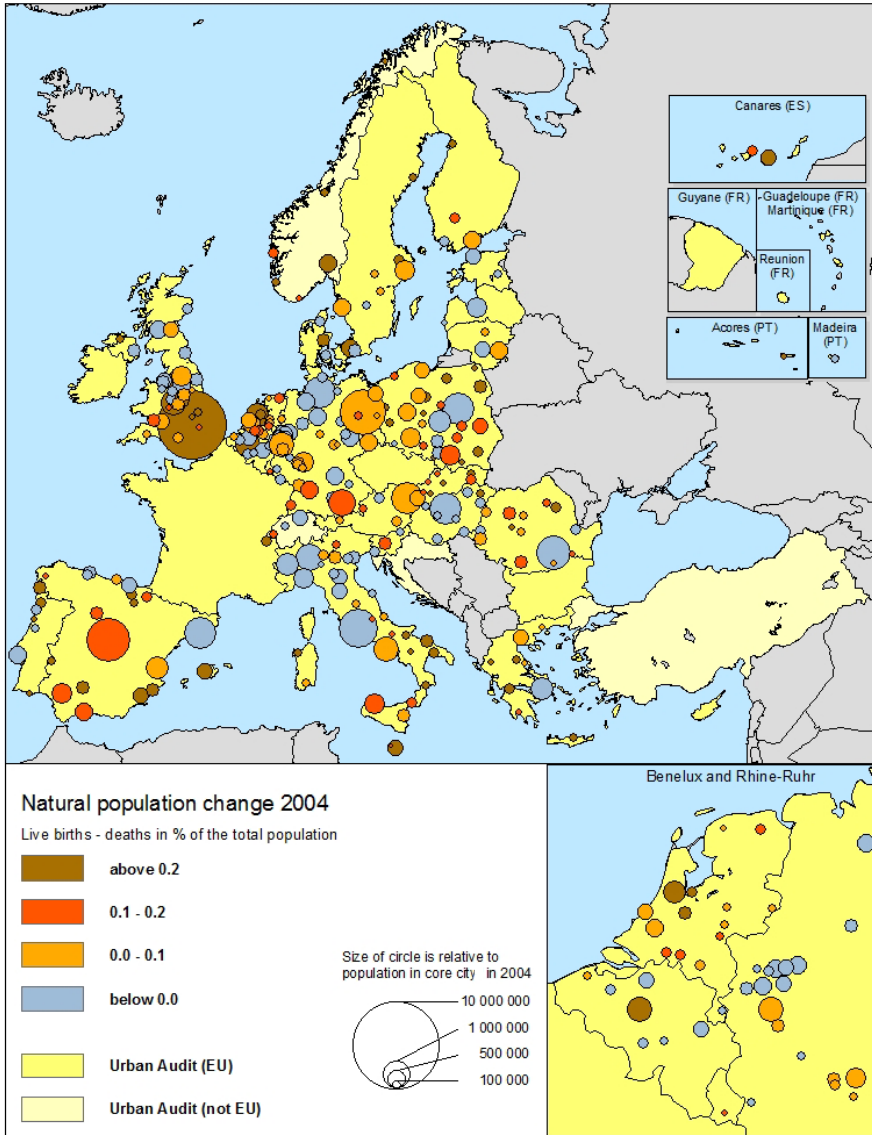 Canares (ES)
Guyane (FR)
Guadeloupe (FR)
Martinique (FR)
Reunion
(FR)
Acores (PT)
Madeira
(PT)
Benelux and Rhine-Ruhr
Natural population change 2004
Live births - deaths in % of the total population
above 0.2
0.1 - 0.2
0.0 - 0.1
below 0.0
Urban Audit (EU)
Urban Audit (not EU)
Size of circle is relative to
population in core city in 2004
10 000 000
1 000 000
500 000
100 000